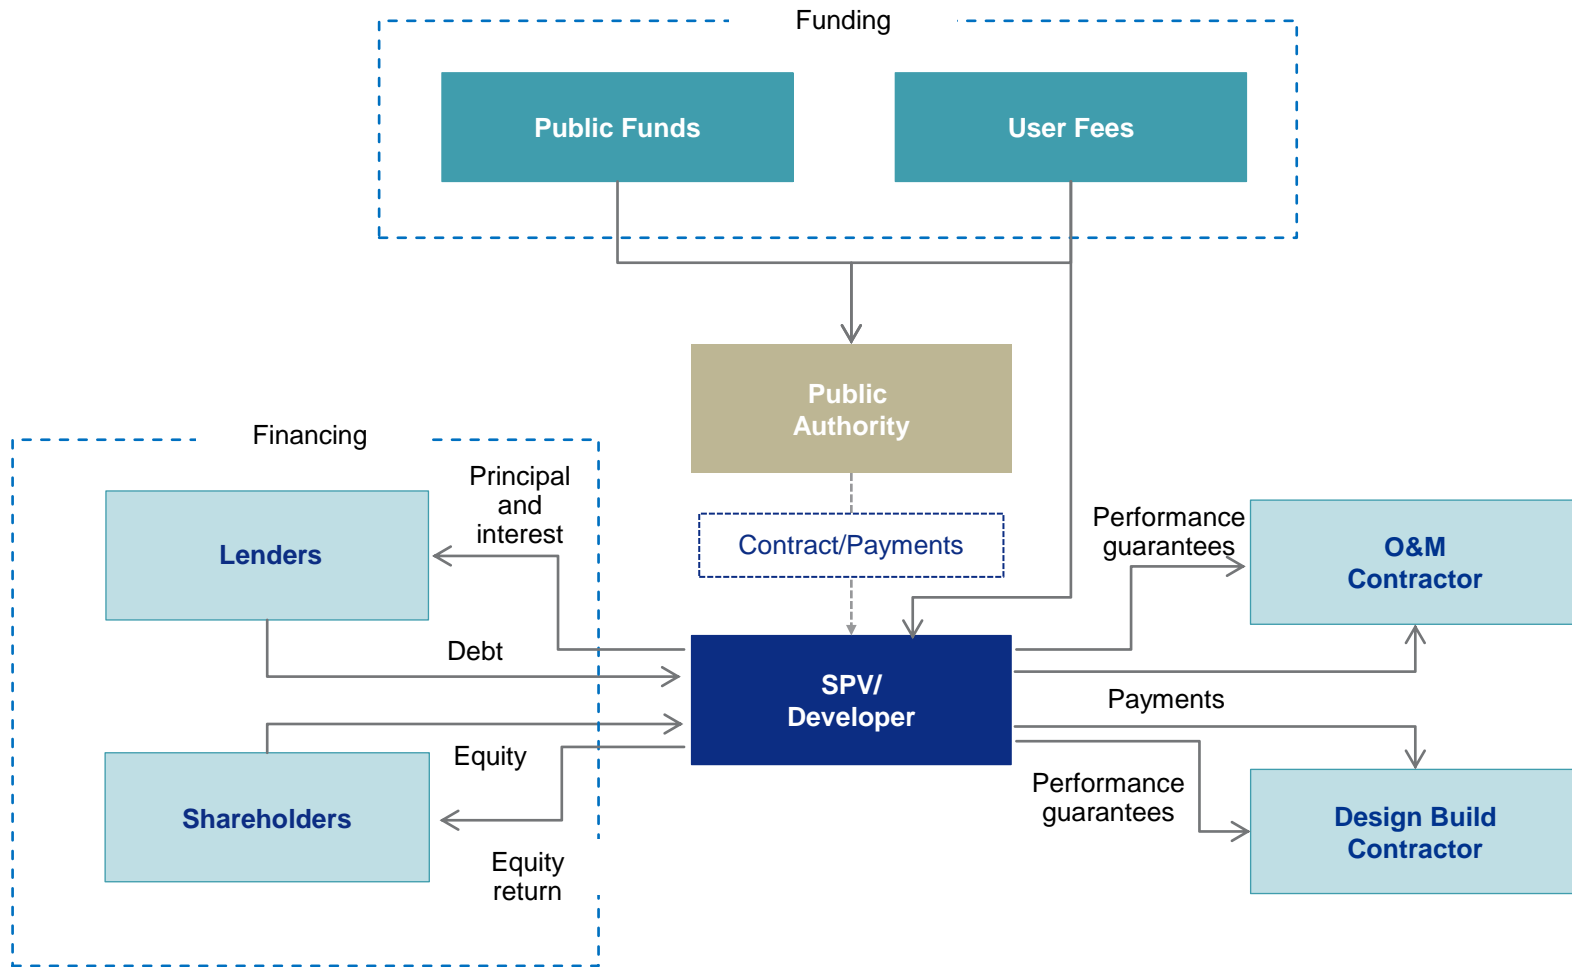 Funding
Public Funds
User Fees
Public
Authority
Financing
Principal
and
interest
Lenders
Contract/Payments
Performance
guarantees
O&M
Contractor
Debt
SPV/
Developer
Payments
Equity
Shareholders
Performance
guarantees
Design Build
Contractor
Equity
return